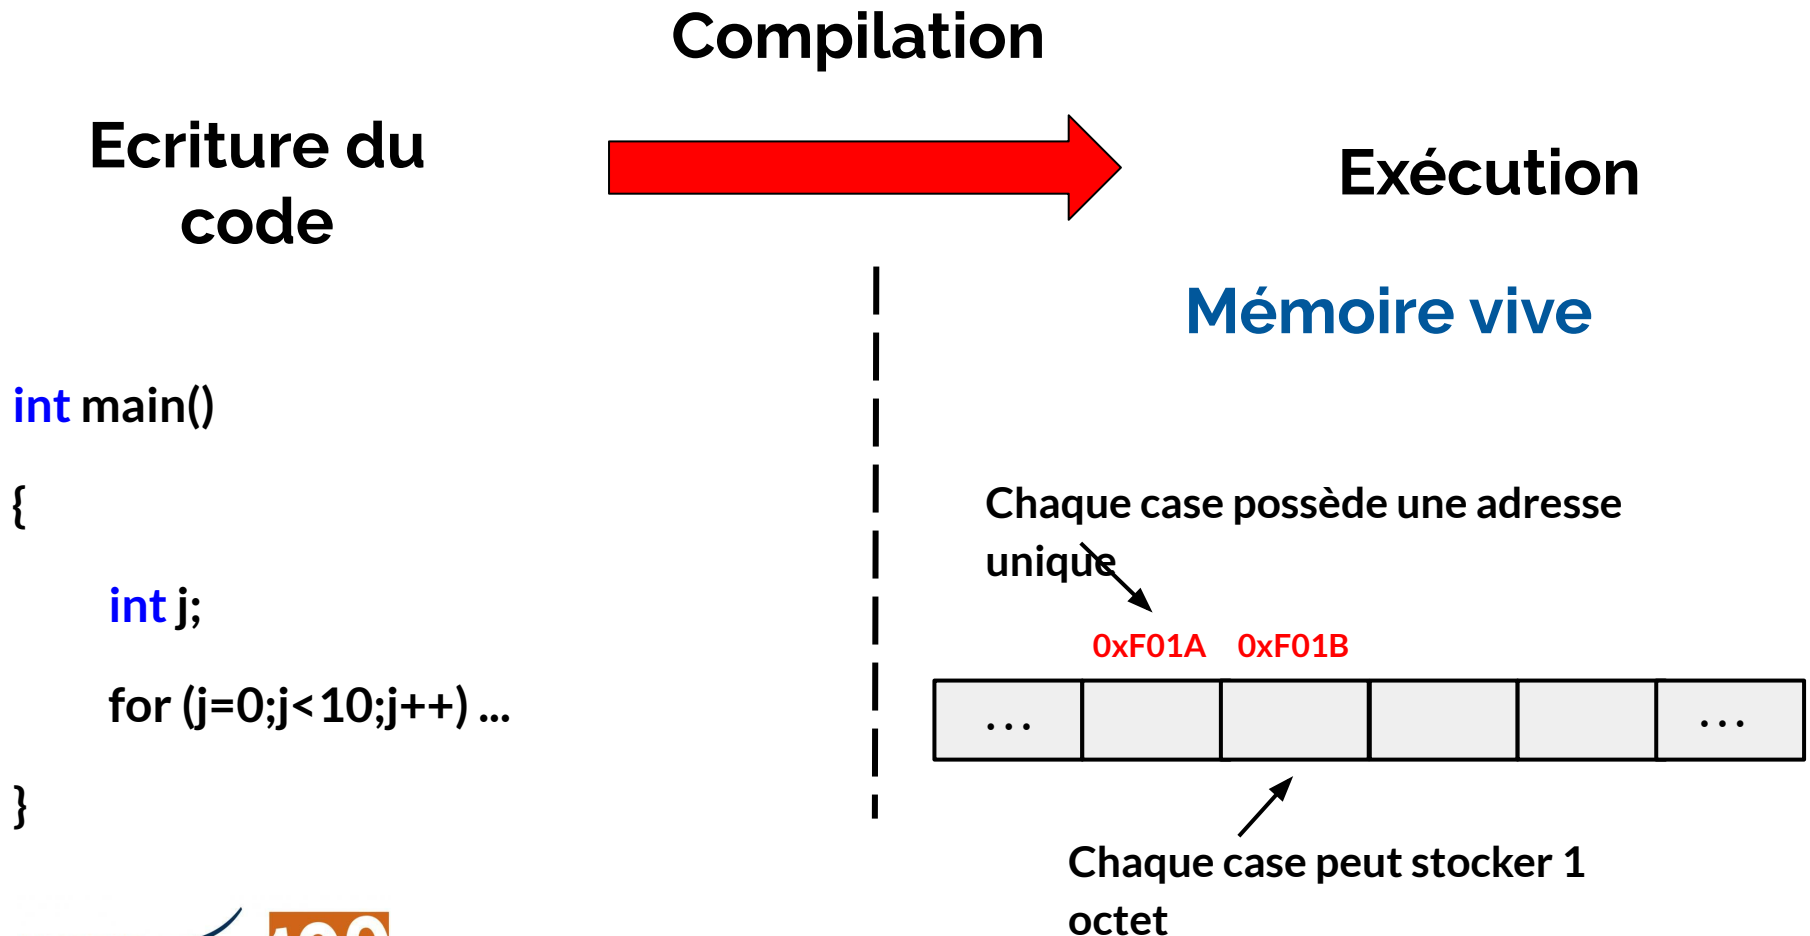 Compilation
Ecriture du
code
Exécution
Mémoire vive
int main()
{
int j;
for (j=0;j<10;j++) ...
}
Chaque case possède une adresse
unique
0xF01A 0xF01B
... ...
Chaque case peut stocker 1
octet